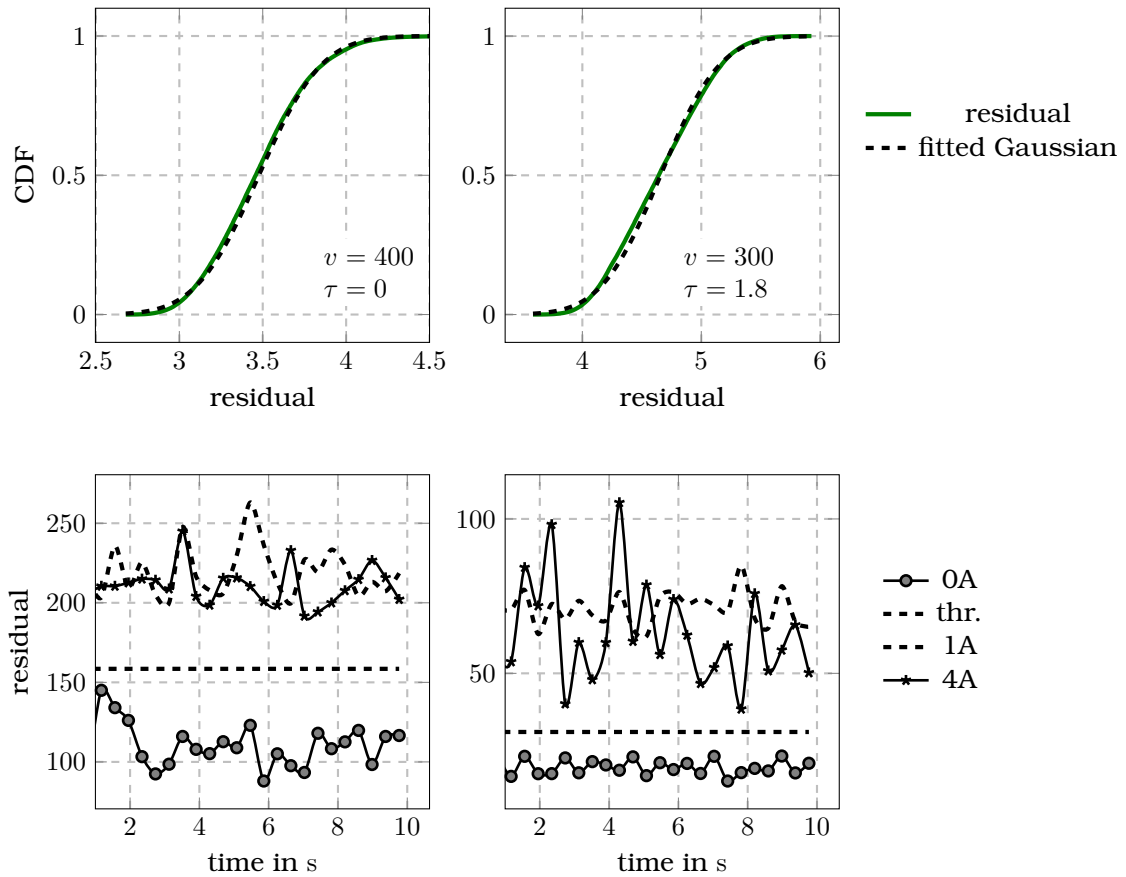 1
0.5
0
CDF
2.5 3 3.5 4 4.5
residual
v = 400
τ = 0
1
0.5
0
4 5 6
residual
v = 300
τ = 1.8
residual
fitted Gaussian
250
200
150
100
residual
2 4 6 8 10
time in s
100
50
2 4 6 8 10
time in s
0A
thr.
1A
4A